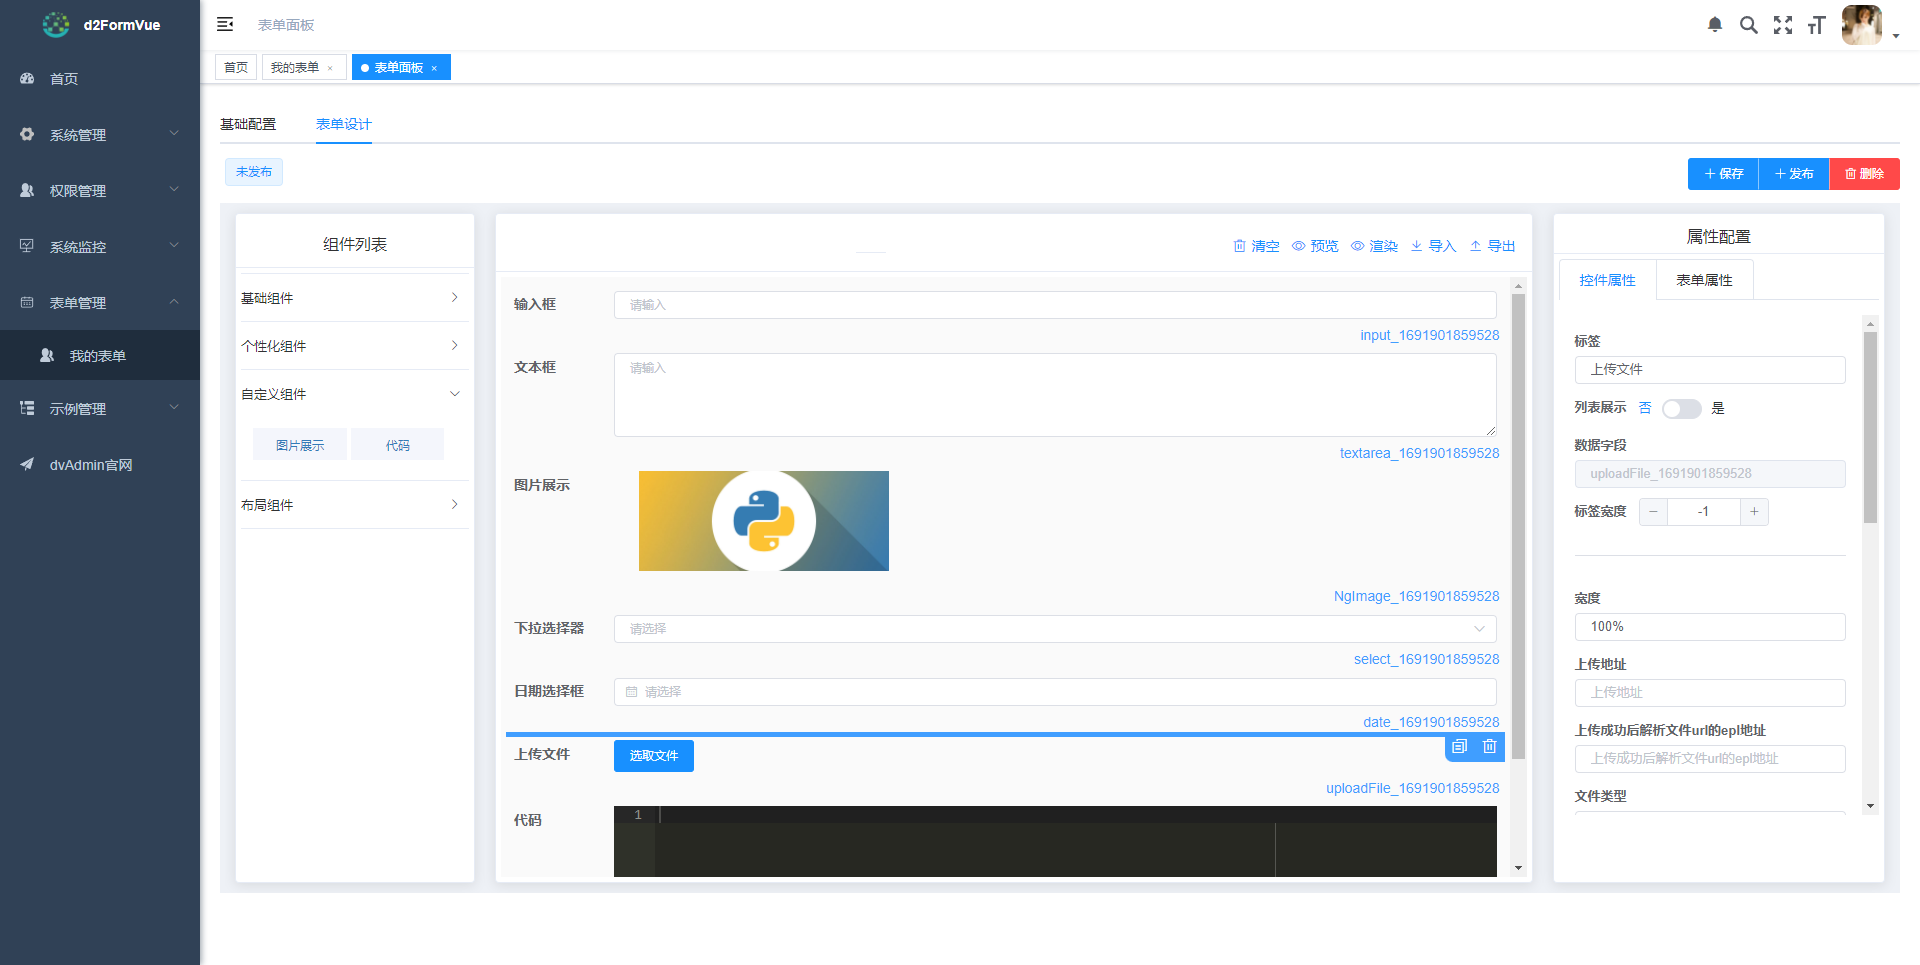 d2FormVue
首页
系统管理
权限管理
系统监控
表单管理
我的表单
示例管理
dvAdmin官网
表单面板
首页
我的表单 ×
表单面板 ×
基础配置
表单设计
未发布
保存
发布
删除
组件列表
基础组件
个性化组件
自定义组件
图片展示
代码
布局组件
清空
预览
渲染
导入
导出
输入框
请输入
input_1691901859528
文本框
请输入
textarea_1691901859528
图片展示
NgImage_1691901859528
下拉选择器
请选择
select_1691901859528
日期选择框
请选择
date_1691901859528
上传文件
选取文件
uploadFile_1691901859528
代码
1
属性配置
控件属性
表单属性
标签
上传文件
列表展示 否 是
数据字段
uploadFile_1691901859528
标签宽度 - -1 +
宽度
100%
上传地址
上传地址
上传成功后解析文件url的epl地址
上传成功后解析文件url的epl地址
文件类型